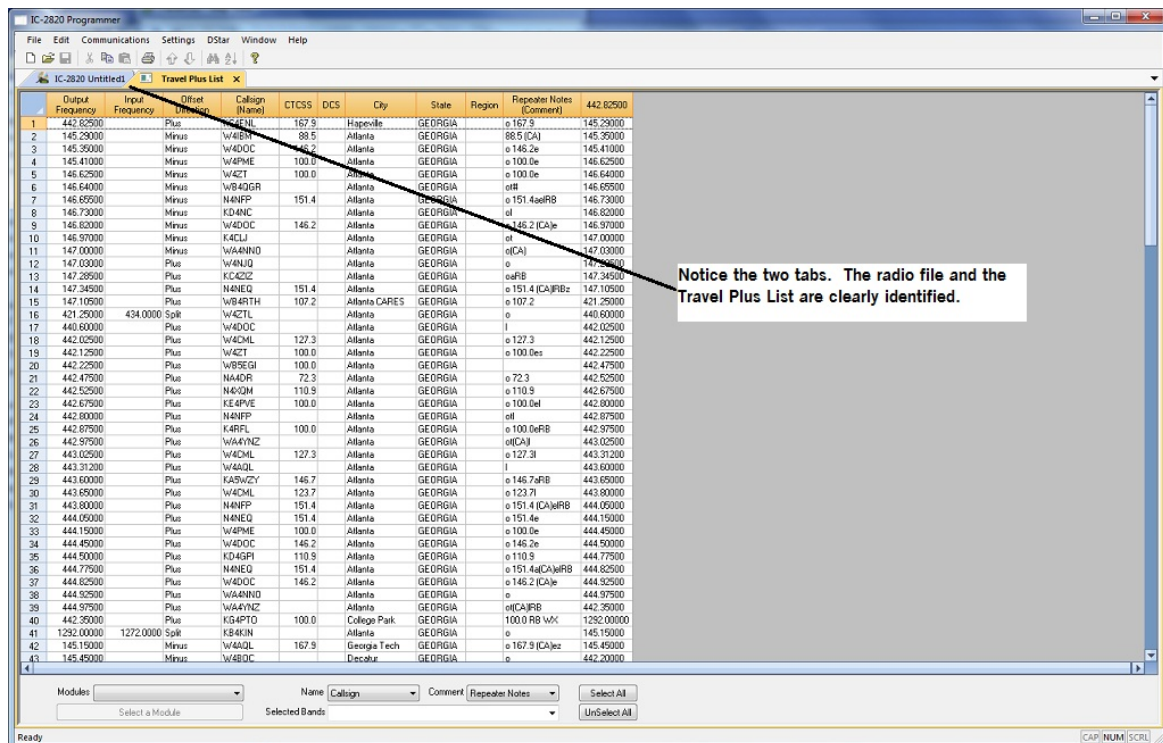 IC-2820 Programmer
File Edit Communications Settings DStar Window Help
IC-2820 Untitled1 Travel Plus List X
Output Frequency Input Frequency Offset Direction Callsign (Name) CTCSS DCS City State Region Repeater Notes (Comment) 442.82500
1 442.82500 Plus 167.9 Hapeville GEORGIA o 167.9 145.29000
2 145.29000 Minus W4IBM 88.5 Atlanta GEORGIA 88.5 (CA) 145.35000
3 145.35000 Minus W4DOC 146.2 Atlanta GEORGIA o 146.2e 145.41000
4 145.41000 Minus W4PME 100.0 Atlanta GEORGIA o 100.0e 146.62500
5 146.62500 Minus W4ZT 100.0 Atlanta GEORGIA o 100.0e 146.64000
6 146.64000 Minus WB4QGR Atlanta GEORGIA ot# 146.65500
7 146.65500 Minus N4NFP 151.4 Atlanta GEORGIA o 151.4aelRB 146.73000
8 146.73000 Minus KD4NC Atlanta GEORGIA ol 146.82000
9 146.82000 Minus W4DOC 146.2 Atlanta GEORGIA o 146.2 (CA)e 146.97000
10 146.97000 Minus K4CLJ Atlanta GEORGIA ot 147.00000
11 147.00000 Minus WA4NNO Atlanta GEORGIA o(CA) 147.03000
12 147.03000 Plus W4NJQ Atlanta GEORGIA o 147.28500
13 147.28500 Plus KC4ZIZ Atlanta GEORGIA oaRB 147.34500
14 147.34500 Plus N4NEQ 151.4 Atlanta GEORGIA o 151.4 (CA)lRBz 147.10500
15 147.10500 Plus WB4RTH 107.2 Atlanta CARES GEORGIA o 107.2 421.25000
16 421.25000 434.0000 Split W4ZTL Atlanta GEORGIA o 440.60000
17 440.60000 Plus W4DOC Atlanta GEORGIA l 442.02500
18 442.02500 Plus W4CML 127.3 Atlanta GEORGIA o 127.3 442.12500
19 442.12500 Plus W4ZT 100.0 Atlanta GEORGIA o 100.0es 442.22500
20 442.22500 Plus WB5EGI 100.0 Atlanta GEORGIA 442.47500
21 442.47500 Plus NA4DR 72.3 Atlanta GEORGIA o 72.3 442.52500
22 442.52500 Plus N4XQM 110.9 Atlanta GEORGIA o 110.9 442.67500
23 442.67500 Plus KE4PVE 100.0 Atlanta GEORGIA o 100.0el 442.80000
24 442.80000 Plus N4NFP Atlanta GEORGIA otl 442.87500
25 442.87500 Plus K4RFL 100.0 Atlanta GEORGIA o 100.0eRB 442.97500
26 442.97500 Plus WA4YNZ Atlanta GEORGIA ot(CA)l 443.02500
27 443.02500 Plus W4CML 127.3 Atlanta GEORGIA o 127.3l 443.31200
28 443.31200 Plus W4AQL Atlanta GEORGIA l 443.60000
29 443.60000 Plus KA5WZY 146.7 Atlanta GEORGIA o 146.7aRB 443.65000
30 443.65000 Plus W4CML 123.7 Atlanta GEORGIA o 123.7l 443.80000
31 443.80000 Plus N4NFP 151.4 Atlanta GEORGIA o 151.4 (CA)elRB 444.05000
32 444.05000 Plus N4NEQ 151.4 Atlanta GEORGIA o 151.4e 444.15000
33 444.15000 Plus W4PME 100.0 Atlanta GEORGIA o 100.0e 444.45000
34 444.45000 Plus W4DOC 146.2 Atlanta GEORGIA o 146.2e 444.50000
35 444.50000 Plus KD4GPI 110.9 Atlanta GEORGIA o 110.9 444.77500
36 444.77500 Plus N4NEQ 151.4 Atlanta GEORGIA o 151.4a(CA)elRB 444.82500
37 444.82500 Plus W4DOC 146.2 Atlanta GEORGIA o 146.2 (CA)e 444.92500
38 444.92500 Plus WA4NNO Atlanta GEORGIA o 444.97500
39 444.97500 Plus WA4YNZ Atlanta GEORGIA ot(CA)lRB 442.35000
40 442.35000 Plus KG4PTO 100.0 College Park GEORGIA 100.0 RB WX 1292.00000
41 1292.00000 1272.0000 Split KB4KIN Atlanta GEORGIA o 145.15000
42 145.15000 Minus W4AQL 167.9 Georgia Tech GEORGIA o 167.9 (CA)ez 145.45000
43 145.45000 Minus W4BOC Decatur GEORGIA o 442.20000
Notice the two tabs. The radio file and the
Travel Plus List are clearly identified.
Modules Name Callsign Comment Repeater Notes Select All
Select a Module Selected Bands UnSelect All
Ready CAP NUM SCRL